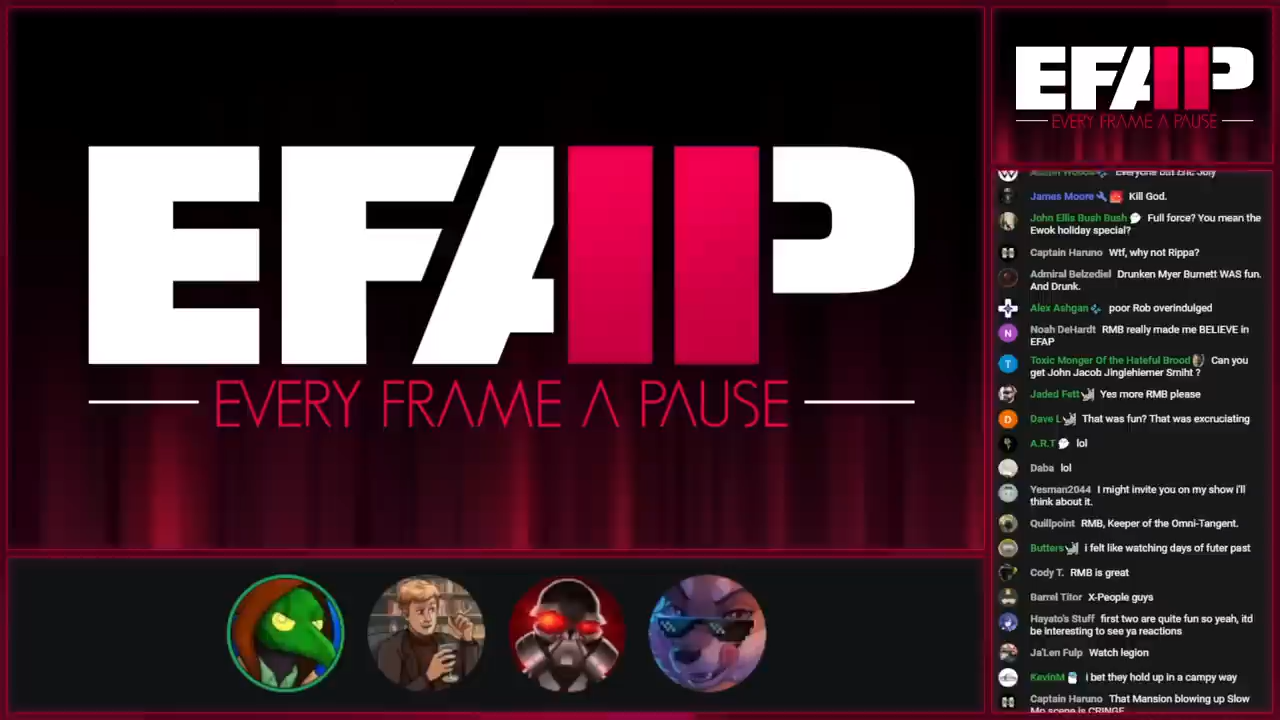 EFAP
EVERY FRAME A PAUSE
EFAP
EVERY FRAME A PAUSE
Everyone but Eric July
James Moore Kill God.
John Ellis Bush Bush Full force? You mean the
Ewok holiday special?
Captain Haruno Wtf, why not Rippa?
Admiral Belzediel Drunken Myer Burnett WAS fun.
And Drunk.
Alex Ashgan poor Rob overindulged
N
Noah DeHardt RMB really made me BELIEVE in
EFAP
T
Toxic Monger Of the Hateful Brood Can you
get John Jacob Jinglehiemer Smiht ?
Jaded Fett Yes more RMB please
D
Dave L That was fun? That was excruciating
A.R.T lol
Daba lol
Yesman2044 I might invite you on my show i'll
think about it.
Quillpoint RMB, Keeper of the Omni-Tangent.
Butters i felt like watching days of futer past
Cody T. RMB is great
Barrel Titor X-People guys
Hayato's Stuff first two are quite fun so yeah, itd
be interesting to see ya reactions
Ja'Len Fulp Watch legion
KevinM i bet they hold up in a campy way
Captain Haruno That Mansion blowing up Slow
Mo scene is CRINGE